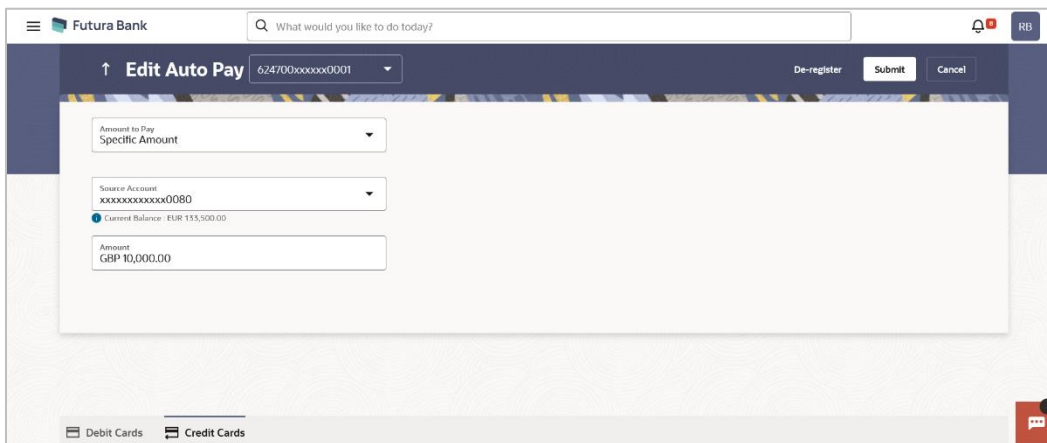 Futura Bank
What would you like to do today?
8
RB
Edit Auto Pay
624700xxxxxx0001
De-register
Submit
Cancel
Amount to Pay
Specific Amount
Source Account
xxxxxxxxxxxx0080
Current Balance : EUR 133,500.00
Amount
GBP 10,000.00
Debit Cards
Credit Cards